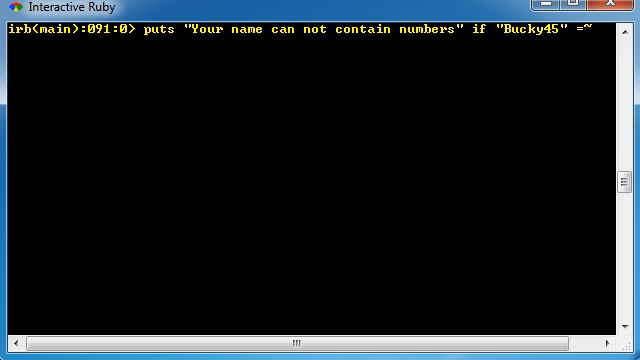 Interactive Ruby
irb(main):091:0> puts "Your name can not contain numbers" if "Bucky45" =~